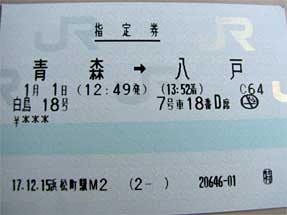 指定券
青森 → 八戸
1月 1日 (12:49発) (13:52着) C64
白鳥 18号 7号車 18番D席
¥***
17.12.15浜松町駅M2 (2-) 20646-01